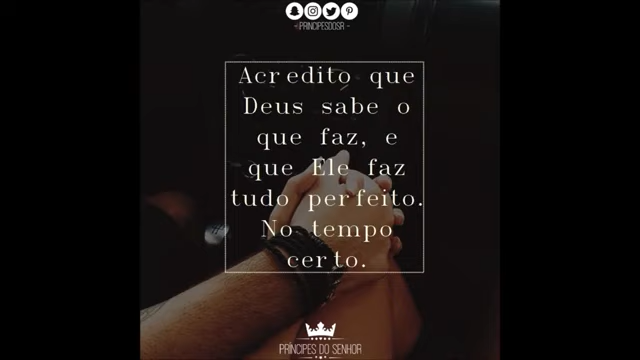 PRINCIPESDOSR
Acredito que
Deus sabe o
que faz, e
que Ele faz
tudo perfeito.
No tempo
certo.
PRÍNCIPES DO SENHOR